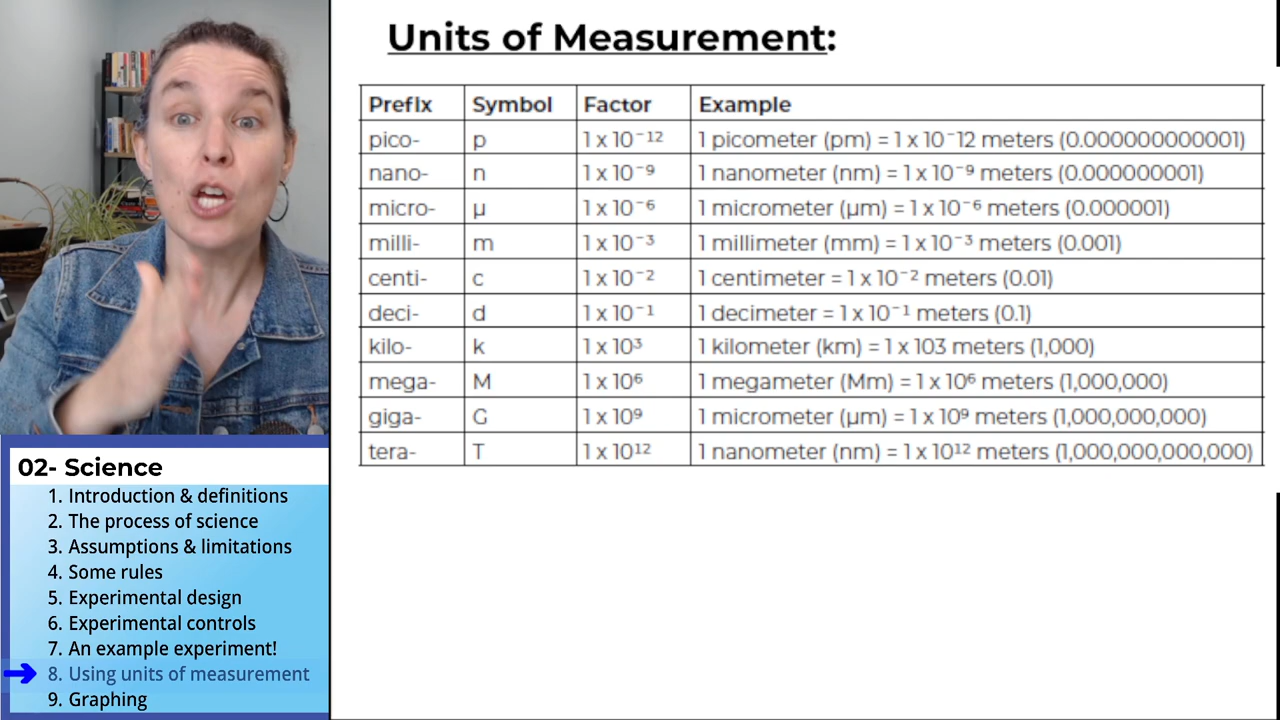 Units of Measurement:
Prefix Symbol Factor Example
pico- p 1 x 10⁻¹² 1 picometer (pm) = 1 x 10⁻12 meters (0.000000000001)
nano- n 1 x 10⁻⁹ 1 nanometer (nm) = 1 x 10⁻⁹ meters (0.000000001)
micro- μ 1 x 10⁻⁶ 1 micrometer (μm) = 1 x 10⁻⁶ meters (0.000001)
milli- m 1 x 10⁻³ 1 millimeter (mm) = 1 x 10⁻³ meters (0.001)
centi- c 1 x 10⁻² 1 centimeter = 1 x 10⁻² meters (0.01)
deci- d 1 x 10⁻¹ 1 decimeter = 1 x 10⁻¹ meters (0.1)
kilo- k 1 x 10³ 1 kilometer (km) = 1 x 103 meters (1,000)
mega- M 1 x 10⁶ 1 megameter (Mm) = 1 x 10⁶ meters (1,000,000)
giga- G 1 x 10⁹ 1 micrometer (μm) = 1 x 10⁹ meters (1,000,000,000)
tera- T 1 x 10¹² 1 nanometer (nm) = 1 x 10¹² meters (1,000,000,000,000)
02- Science
1. Introduction & definitions
2. The process of science
3. Assumptions & limitations
4. Some rules
5. Experimental design
6. Experimental controls
7. An example experiment!
8. Using units of measurement
9. Graphing